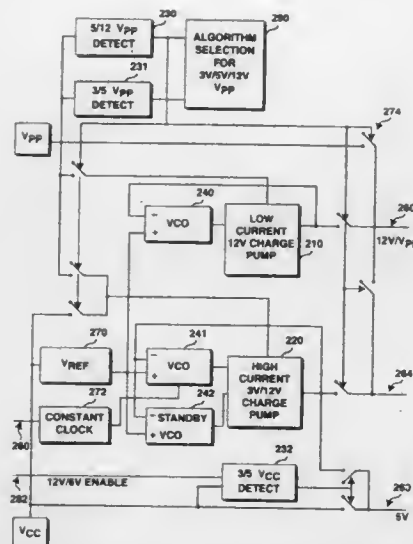 5/12 VPP
DETECT
230
290
ALGORITHM
SELECTION
FOR
3V/5V/12V
VPP
231
3/5 VPP
DETECT
274
VPP
240
- VCO
+
LOW
CURRENT
12V CHARGE
PUMP
210
260
12V/VPP
270
VREF
241
- VCO
+
220
HIGH
CURRENT
3V/12V
CHARGE
PUMP
264
272
CONSTANT
CLOCK
242
- STANDBY
+ VCO
280
282
12V/6V ENABLE
232
3/5 VCC
DETECT
263
5V
VCC